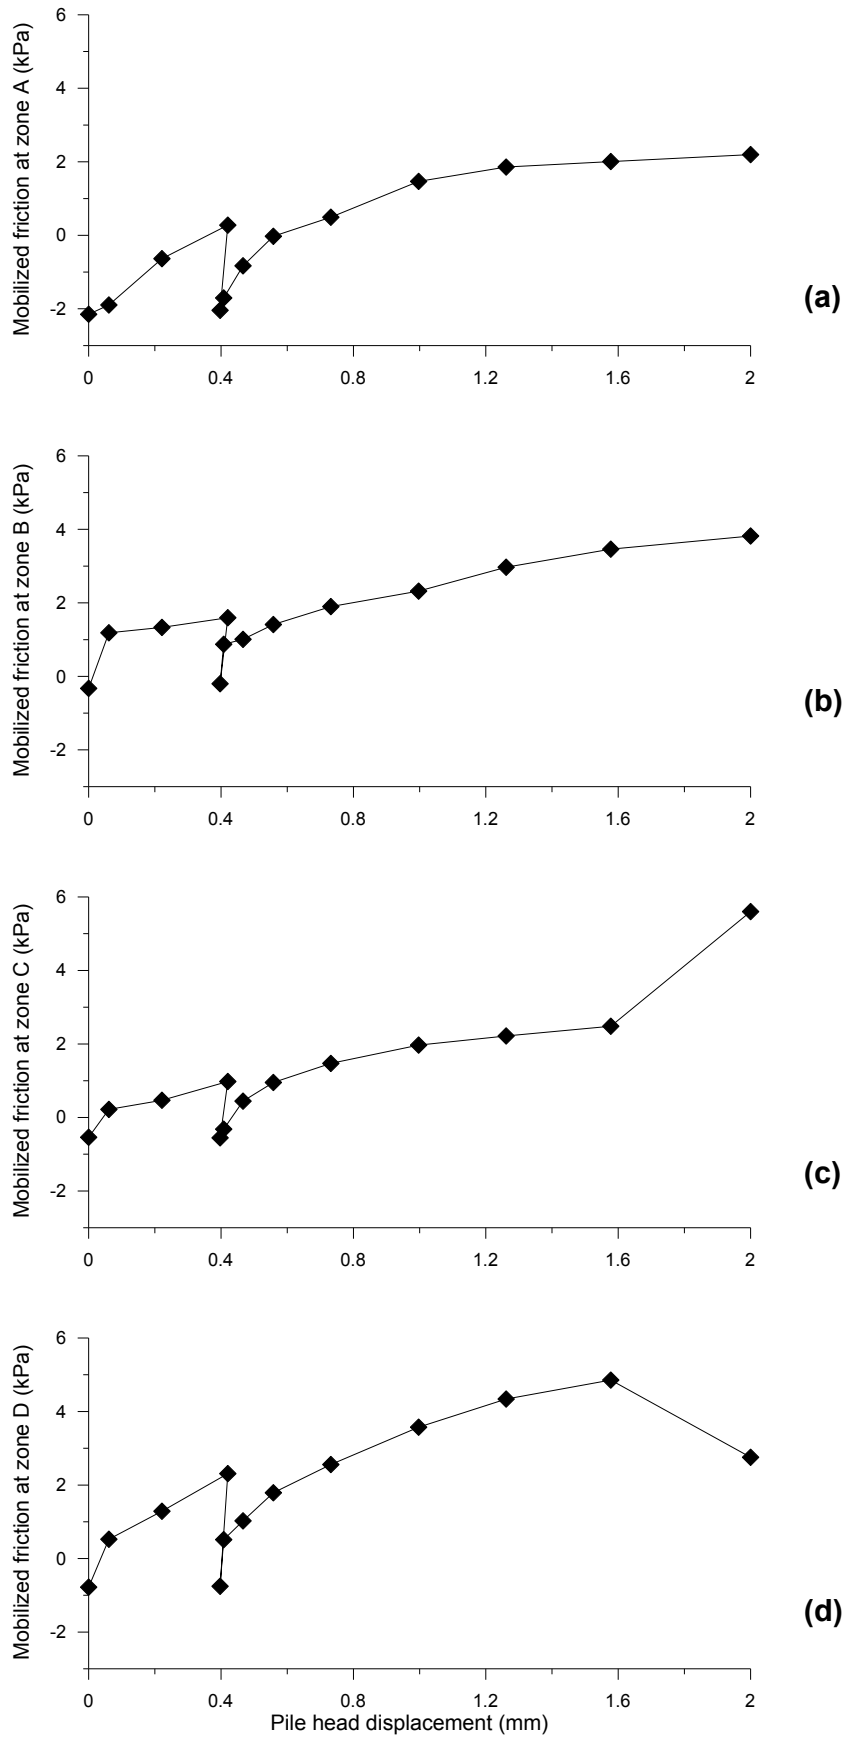 Mobilized friction at zone A (kPa)
6
4
2
0
-2
0 0.4 0.8 1.2 1.6 2
(a)
Mobilized friction at zone B (kPa)
6
4
2
0
-2
0 0.4 0.8 1.2 1.6 2
(b)
Mobilized friction at zone C (kPa)
6
4
2
0
-2
0 0.4 0.8 1.2 1.6 2
(c)
Mobilized friction at zone D (kPa)
6
4
2
0
-2
0 0.4 0.8 1.2 1.6 2
(d)
Pile head displacement (mm)